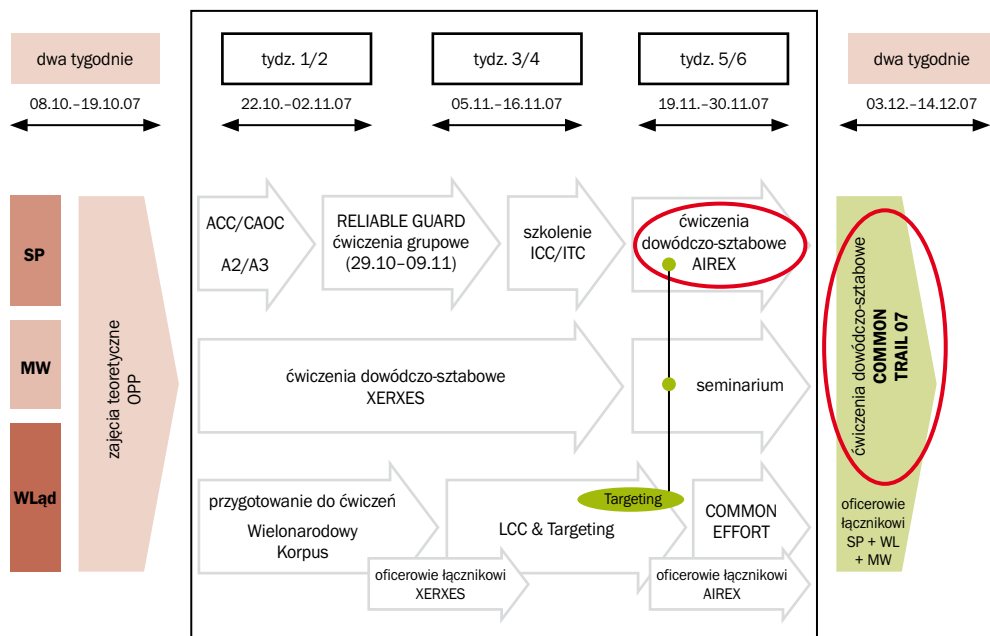 dwa tygodnie
tydz. 1/2
tydz. 3/4
tydz. 5/6
dwa tygodnie
08.10.–19.10.07
22.10.–02.11.07
05.11.–16.11.07
19.11.–30.11.07
03.12.–14.12.07
SP
MW
WLąd
zajęcia teoretyczne
OPP
ACC/CAOC
A2/A3
RELIABLE GUARD
ćwiczenia grupowe
(29.10–09.11)
szkolenie
ICC/ITC
ćwiczenia
dowódczo-sztabowe
AIREX
ćwiczenia dowódczo-sztabowe
XERXES
seminarium
przygotowanie do ćwiczeń
Wielonarodowy
Korpus
oficerowie łącznikowi
XERXES
LCC & Targeting
Targeting
COMMON
EFFORT
oficerowie łącznikowi
AIREX
ćwiczenia dowódczo-sztabowe
COMMON
TRAIL 07
oficerowie
łącznikowi
SP + WL
+ MW